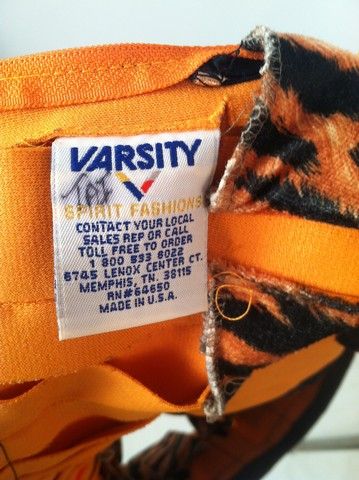 VARSITY
SPIRIT FASHIONS
CONTACT YOUR LOCAL
SALES REP OR CALL
TOLL FREE TO ORDER
1 800 533 8022
6745 LENOX CENTER CT.
MEMPHIS, TN. 38115
RN# 64650
MADE IN U.S.A.